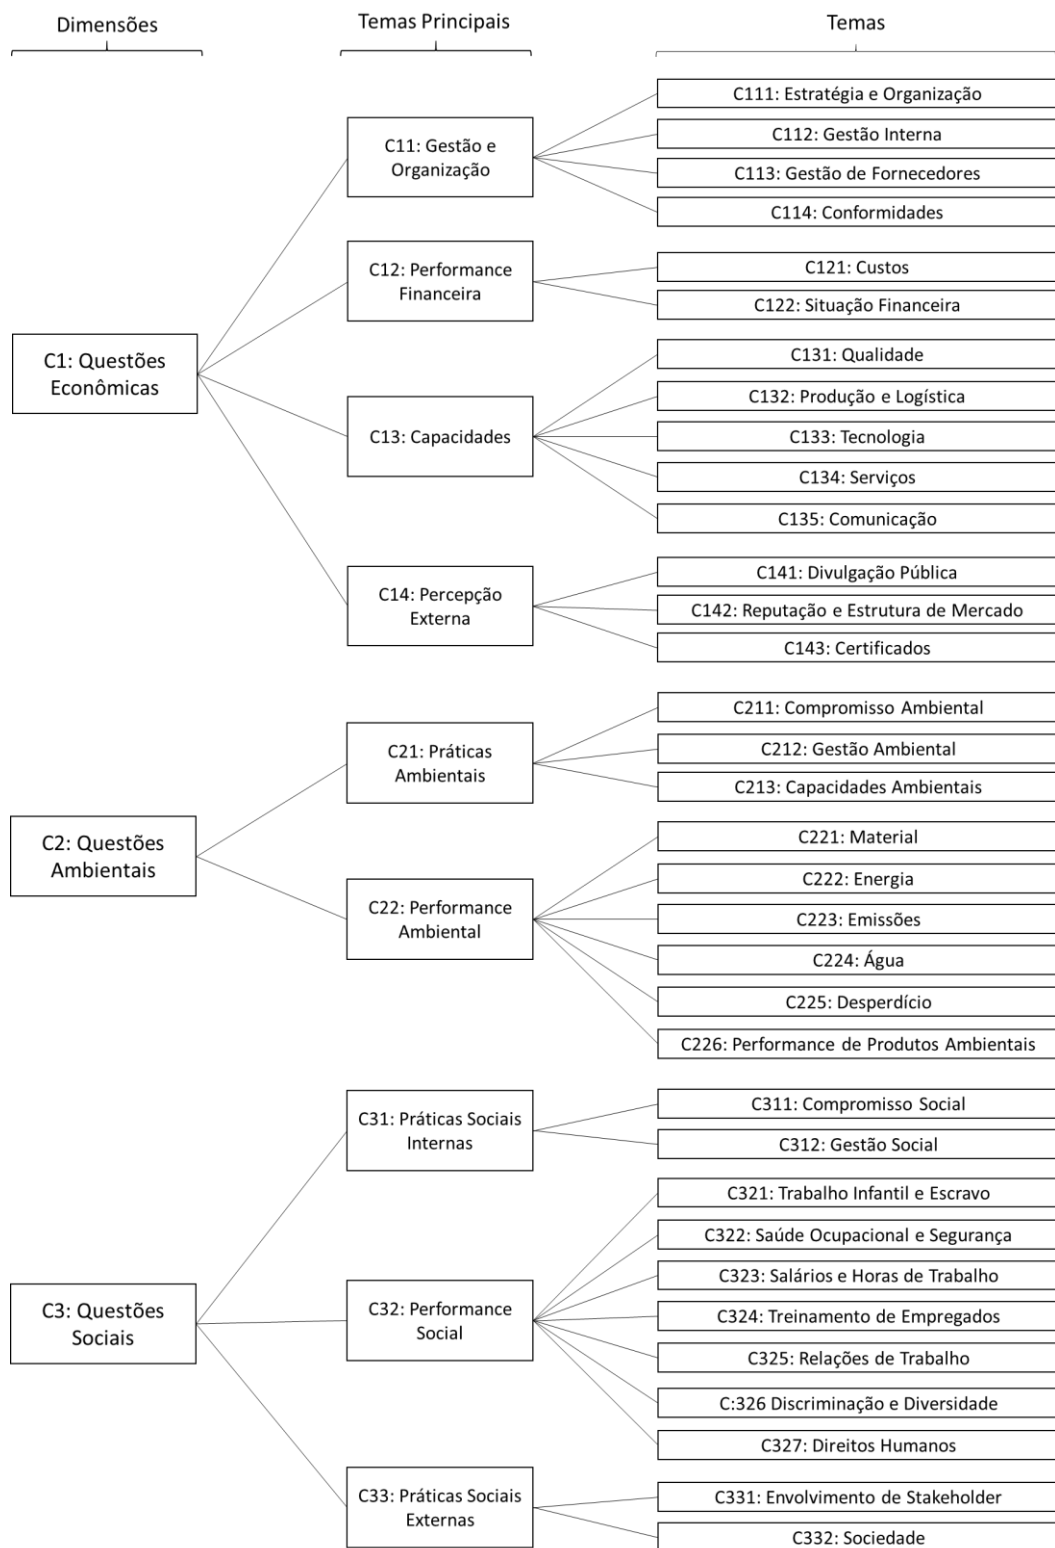 Dimensões
Temas Principais
Temas
C1: Questões
Econômicas
C11: Gestão e
Organização
C111: Estratégia e Organização
C112: Gestão Interna
C113: Gestão de Fornecedores
C114: Conformidades
C12: Performance
Financeira
C121: Custos
C122: Situação Financeira
C13: Capacidades
C131: Qualidade
C132: Produção e Logística
C133: Tecnologia
C134: Serviços
C135: Comunicação
C14: Percepção
Externa
C141: Divulgação Pública
C142: Reputação e Estrutura de Mercado
C143: Certificados
C2: Questões
Ambientais
C21: Práticas
Ambientais
C211: Compromisso Ambiental
C212: Gestão Ambiental
C213: Capacidades Ambientais
C22: Performance
Ambiental
C221: Material
C222: Energia
C223: Emissões
C224: Água
C225: Desperdício
C226: Performance de Produtos Ambientais
C3: Questões
Sociais
C31: Práticas Sociais
Internas
C311: Compromisso Social
C312: Gestão Social
C32: Performance
Social
C321: Trabalho Infantil e Escravo
C322: Saúde Ocupacional e Segurança
C323: Salários e Horas de Trabalho
C324: Treinamento de Empregados
C325: Relações de Trabalho
C:326 Discriminação e Diversidade
C327: Direitos Humanos
C33: Práticas Sociais
Externas
C331: Envolvimento de Stakeholder
C332: Sociedade